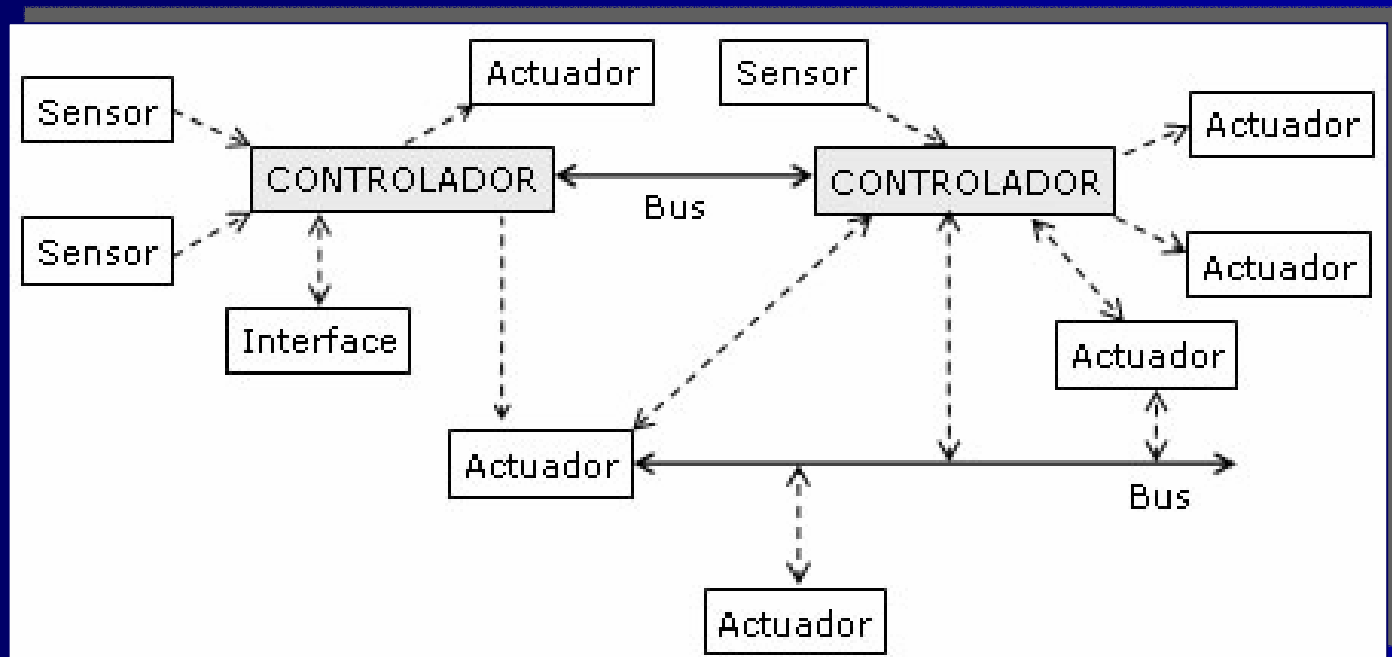 Actuador
Sensor
Sensor
Actuador
CONTROLADOR
CONTROLADOR
Bus
Sensor
Actuador
Interface
Actuador
Actuador
Bus
Actuador